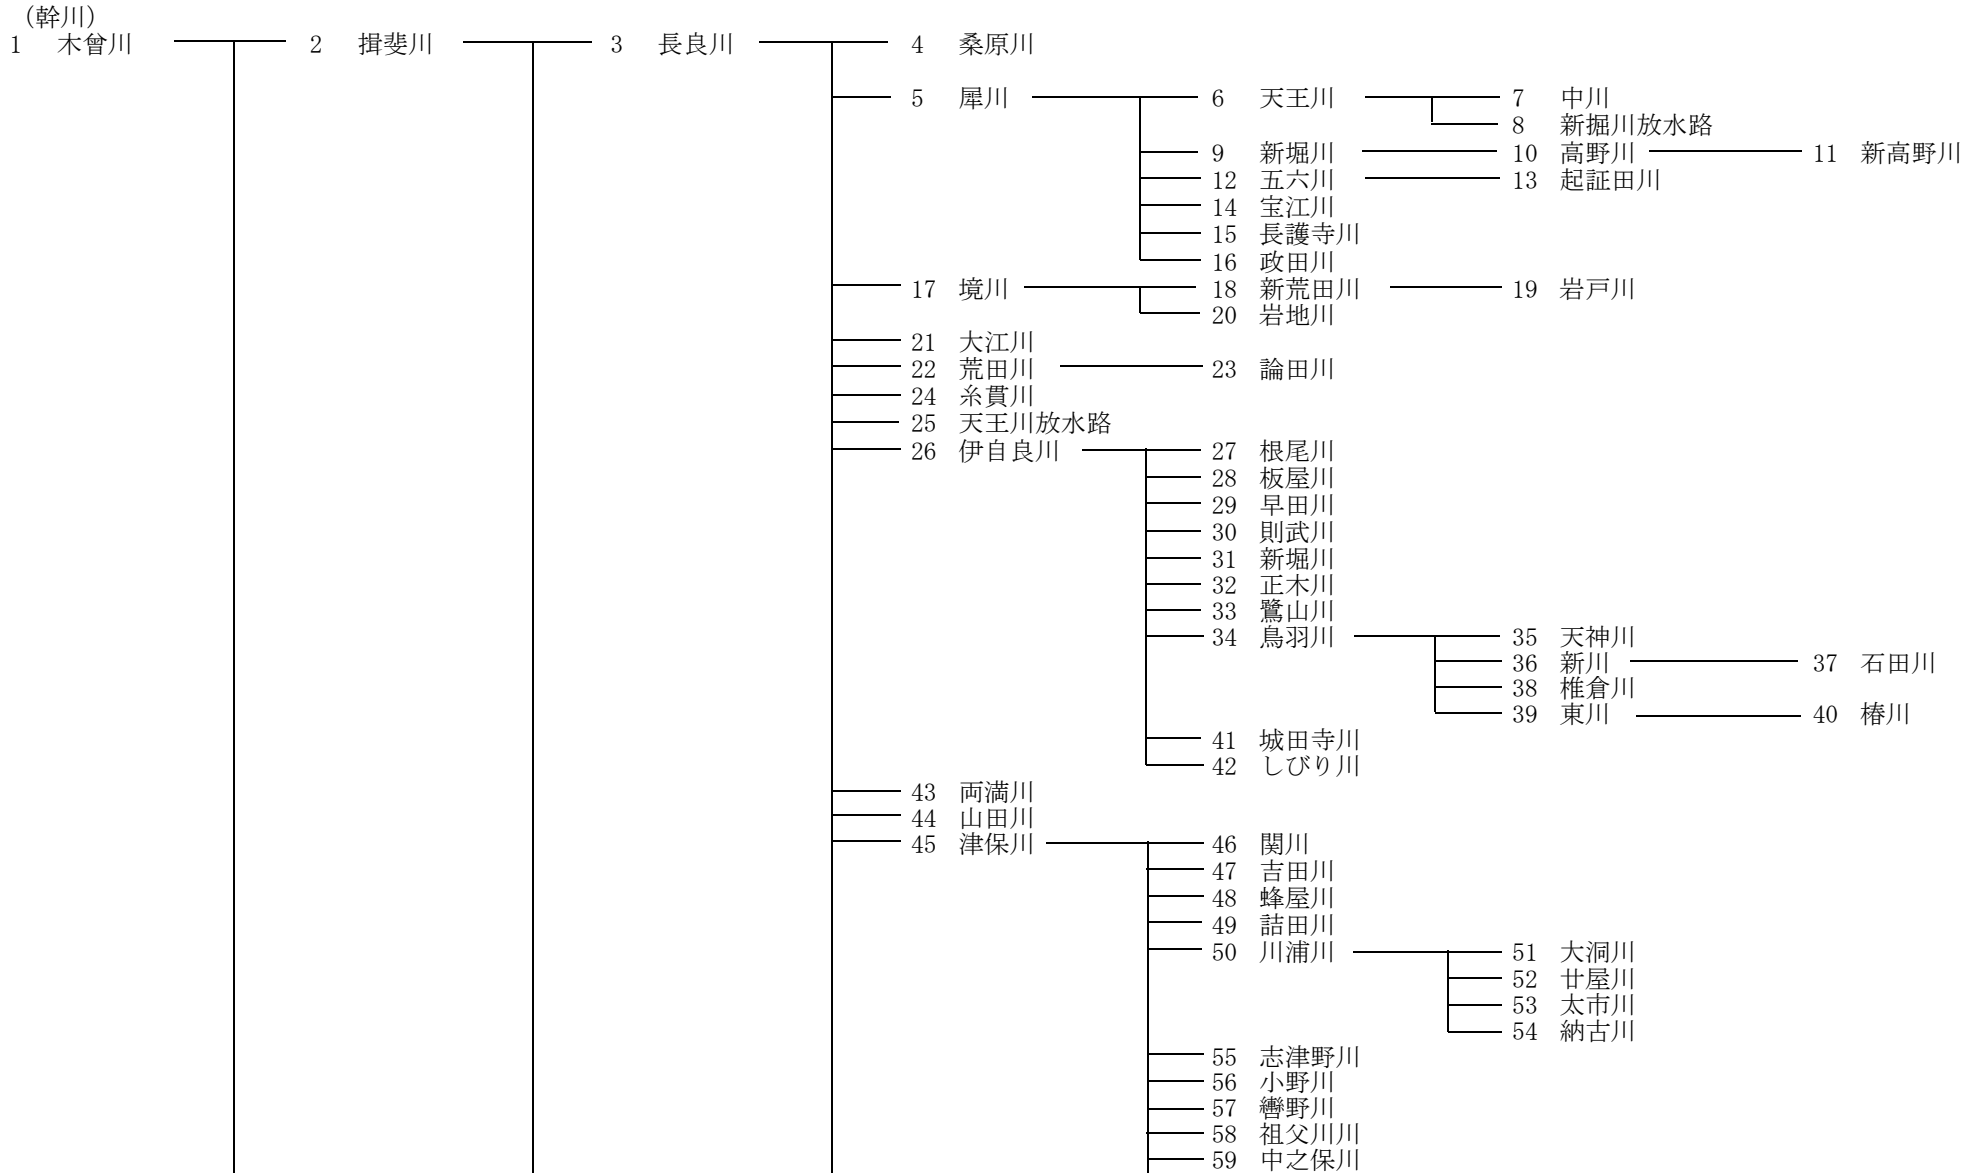 （幹川）
1 木曾川 2 揖斐川 3 長良川 4 桑原川
5 犀川 6 天王川 7 中川
8 新掘川放水路
9 新堀川 10 高野川 11 新高野川
12 五六川 13 起証田川
14 宝江川
15 長護寺川
16 政田川
17 境川 18 新荒田川 19 岩戸川
20 岩地川
21 大江川
22 荒田川 23 論田川
24 糸貫川
25 天王川放水路
26 伊自良川 27 根尾川
28 板屋川
29 早田川
30 則武川
31 新堀川
32 正木川
33 鷺山川
34 鳥羽川 35 天神川
36 新川 37 石田川
38 椎倉川
39 東川 40 椿川
41 城田寺川
42 しびり川
43 両満川
44 山田川
45 津保川 46 関川
47 吉田川
48 蜂屋川
49 詰田川
50 川浦川 51 大洞川
52 廿屋川
53 太市川
54 納古川
55 志津野川
56 小野川
57 轡野川
58 祖父川川
59 中之保川